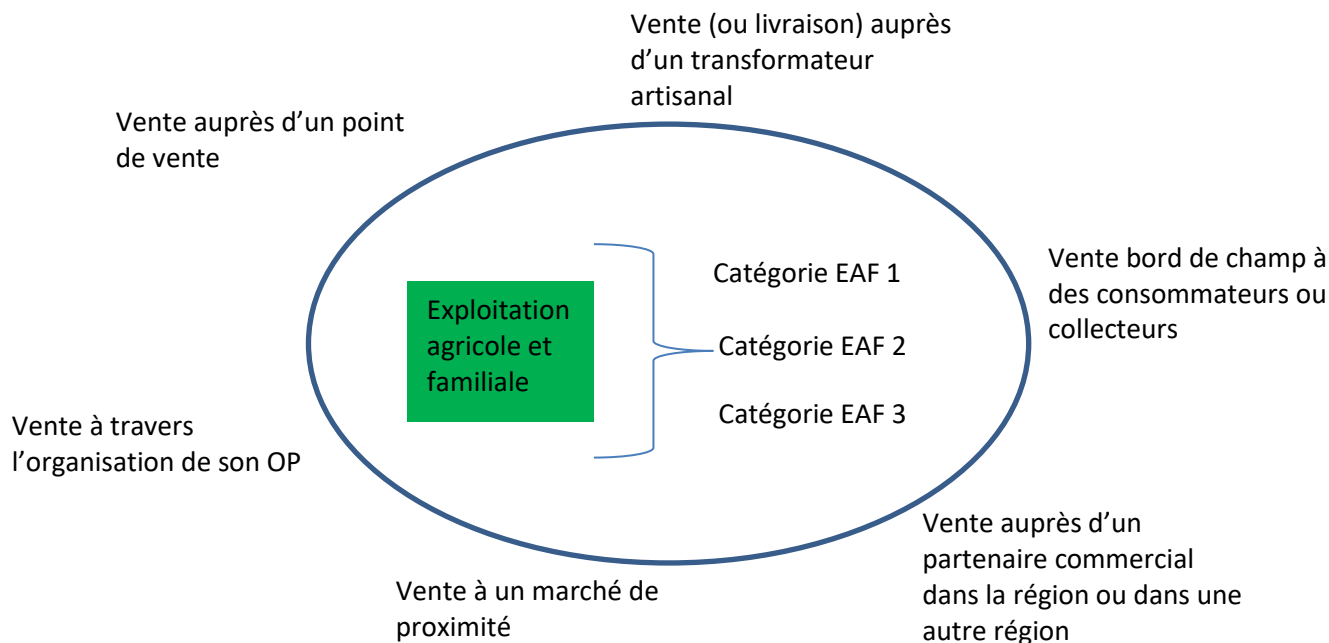 Vente (ou livraison) auprès
d’un transformateur
artisanal
Vente auprès d’un point
de vente
Exploitation
agricole et
familiale
Catégorie EAF 1
Catégorie EAF 2
Catégorie EAF 3
Vente bord de champ à
des consommateurs ou
collecteurs
Vente à travers
l’organisation de son OP
Vente à un marché de
proximité
Vente auprès d’un
partenaire commercial
dans la région ou dans une
autre région